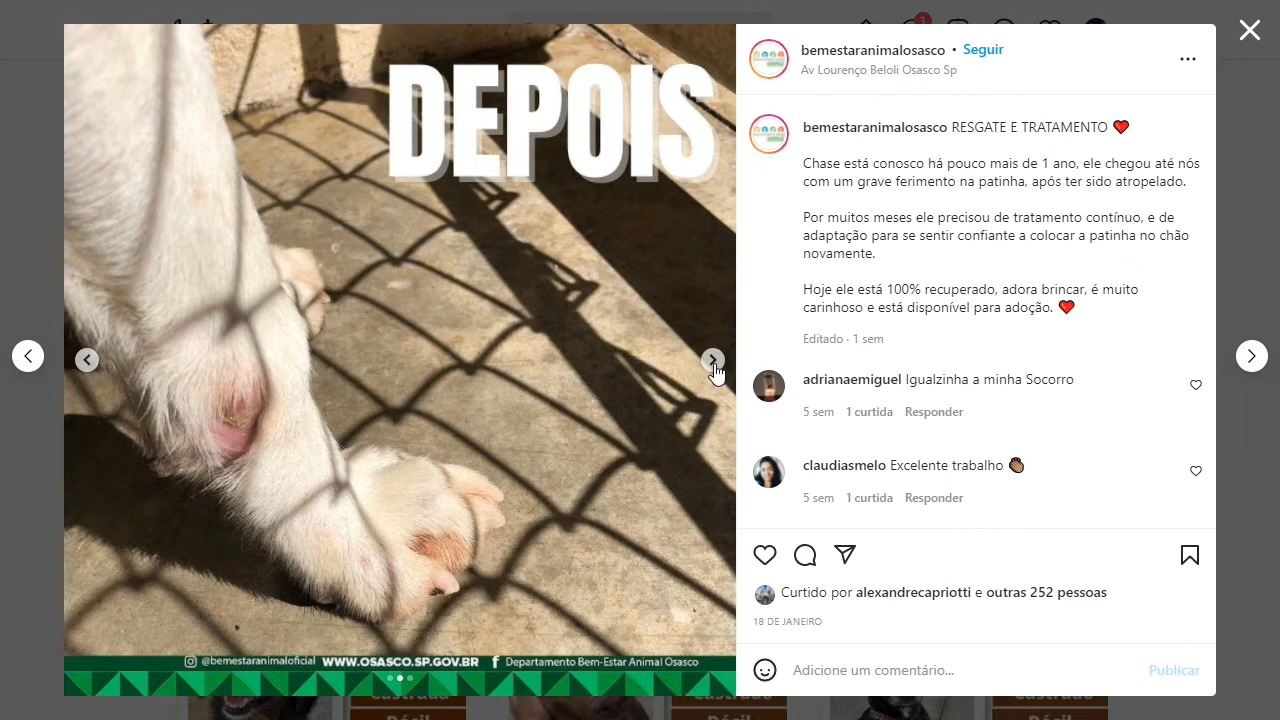 DEPOIS
@bemestaranimaloficial WWW.OSASCO.SP.GOV.BR Departamento Bem-Estar Animal Osasco
bemestaranimalosasco • Seguir
Av Lourenço Beloli Osasco Sp
bemestaranimalosasco RESGATE E TRATAMENTO ❤️
Chase está conosco há pouco mais de 1 ano, ele chegou até nós
com um grave ferimento na patinha, após ter sido atropelado.
Por muitos meses ele precisou de tratamento contínuo, e de
adaptação para se sentir confiante a colocar a patinha no chão
novamente.
Hoje ele está 100% recuperado, adora brincar, é muito
carinhoso e está disponível para adoção. ❤️
Editado · 1 sem
adrianaemiguel Igualzinha a minha Socorro
5 sem 1 curtida Responder
claudiasmelo Excelente trabalho 👏🏽
5 sem 1 curtida Responder
Curtido por alexandrecapriotti e outras 252 pessoas
18 DE JANEIRO
Adicione um comentário... Publicar
Castrada
Castrado
Dócil
Dócil